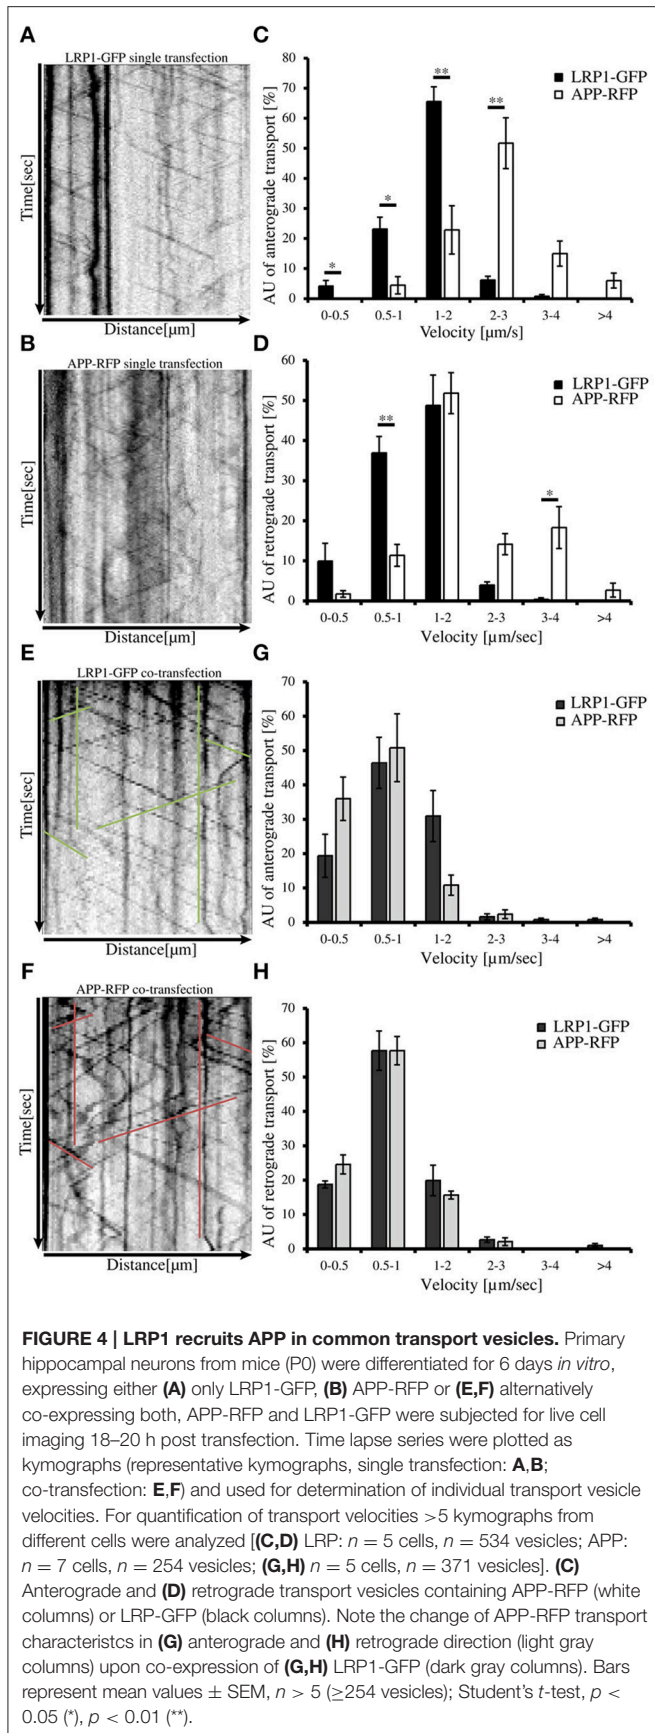 A
LRP1-GFP single transfection
Time[sec]
Distance[µm]
C
AU of anterograde transport [%]
80
70
60
50
40
30
20
10
0
*
*
**
**
LRP1-GFP
APP-RFP
0-0.5
0.5-1
1-2
2-3
3-4
>4
Velocity [µm/s]
B
APP-RFP single transfection
Time[sec]
Distance[µm]
D
AU of retrograde transport [%]
60
50
40
30
20
10
0
**
*
LRP1-GFP
APP-RFP
0-0.5
0.5-1
1-2
2-3
3-4
>4
Velocity [µm/sec]
E
LRP1-GFP co-transfection
Time[sec]
Distance[µm]
G
AU of anterograde transport [%]
70
60
50
40
30
20
10
0
LRP1-GFP
APP-RFP
0-0.5
0.5-1
1-2
2-3
3-4
>4
Velocity [µm/sec]
F
APP-RFP co-transfection
Time[sec]
Distance[µm]
H
AU of retrograde transport [%]
70
60
50
40
30
20
10
0
LRP1-GFP
APP-RFP
0-0.5
0.5-1
1-2
2-3
3-4
>4
Velocity [µm/sec]
FIGURE 4 | LRP1 recruits APP in common transport vesicles. Primary
hippocampal neurons from mice (P0) were differentiated for 6 days in vitro,
expressing either (A) only LRP1-GFP, (B) APP-RFP or (E,F) alternatively
co-expressing both, APP-RFP and LRP1-GFP were subjected for live cell
imaging 18–20 h post transfection. Time lapse series were plotted as
kymographs (representative kymographs, single transfection: A,B;
co-transfection: E,F) and used for determination of individual transport vesicle
velocities. For quantification of transport velocities >5 kymographs from
different cells were analyzed [(C,D) LRP: n = 5 cells, n = 534 vesicles; APP:
n = 7 cells, n = 254 vesicles; (G,H) n = 5 cells, n = 371 vesicles]. (C)
Anterograde and (D) retrograde transport vesicles containing APP-RFP (white
columns) or LRP-GFP (black columns). Note the change of APP-RFP transport
characteristcs in (G) anterograde and (H) retrograde direction (light gray
columns) upon co-expression of (G,H) LRP1-GFP (dark gray columns). Bars
represent mean values ± SEM, n > 5 (≥254 vesicles); Student's t-test, p <
0.05 (*), p < 0.01 (**).